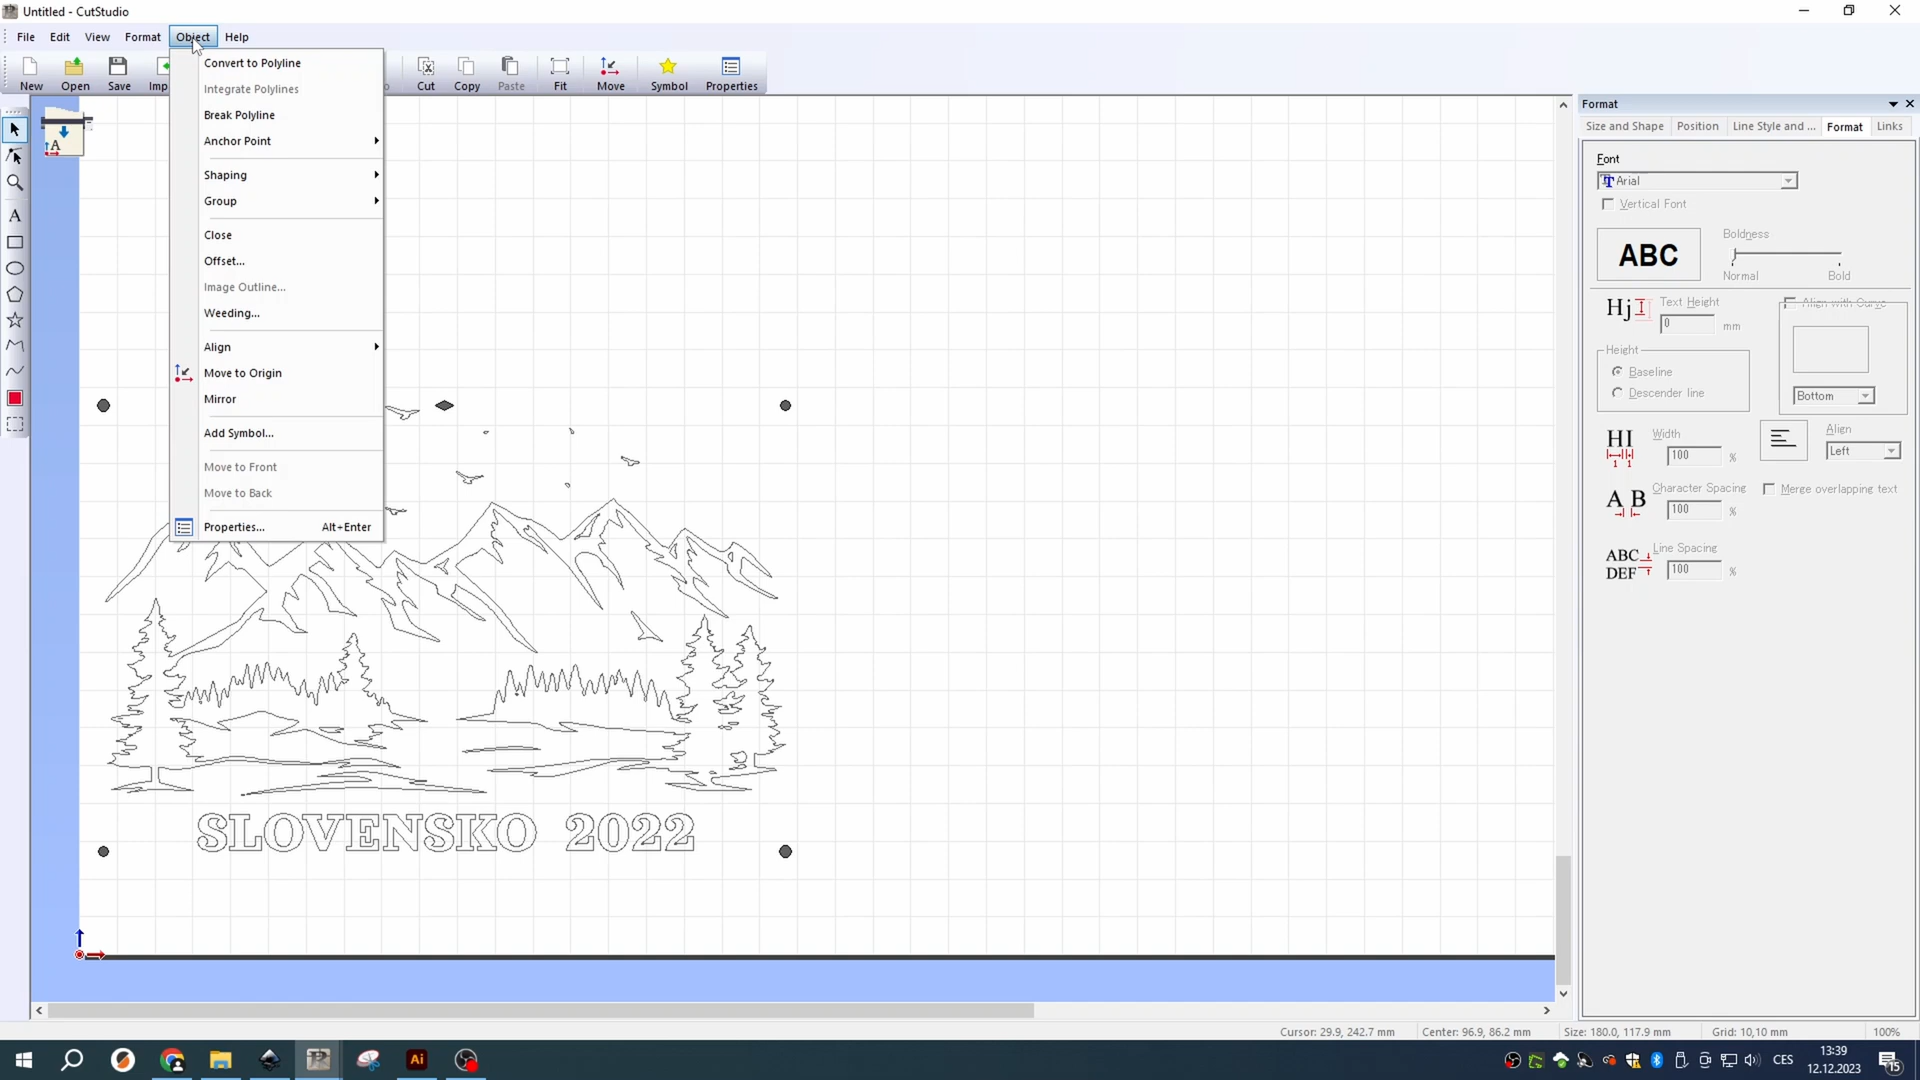 Untitled - CutStudio
File Edit View Format Object Help
New Open Save Imp Cut Copy Paste Fit Move Symbol Properties
Convert to Polyline
Integrate Polylines
Break Polyline
Anchor Point
Shaping
Group
Close
Offset...
Image Outline...
Weeding...
Align
Move to Origin
Mirror
Add Symbol...
Move to Front
Move to Back
Properties... Alt+Enter
A
A
SLOVENSKO 2022
Format
Size and Shape Position Line Style and ... Format Links
Font
Arial
Vertical Font
ABC
Boldness
Normal Bold
Hj
Text Height
0 mm
Align with Curve
Height
Baseline
Descender line
Bottom
HI
Width
100 %
Align
Left
A B
Character Spacing
100 %
Merge overlapping text
ABC
DEF
Line Spacing
100 %
Cursor: 29.9, 242.7 mm Center: 96.9, 86.2 mm Size: 180.0, 117.9 mm Grid: 10,10 mm 100%
Ai
CES
13:39
12.12.2023
15